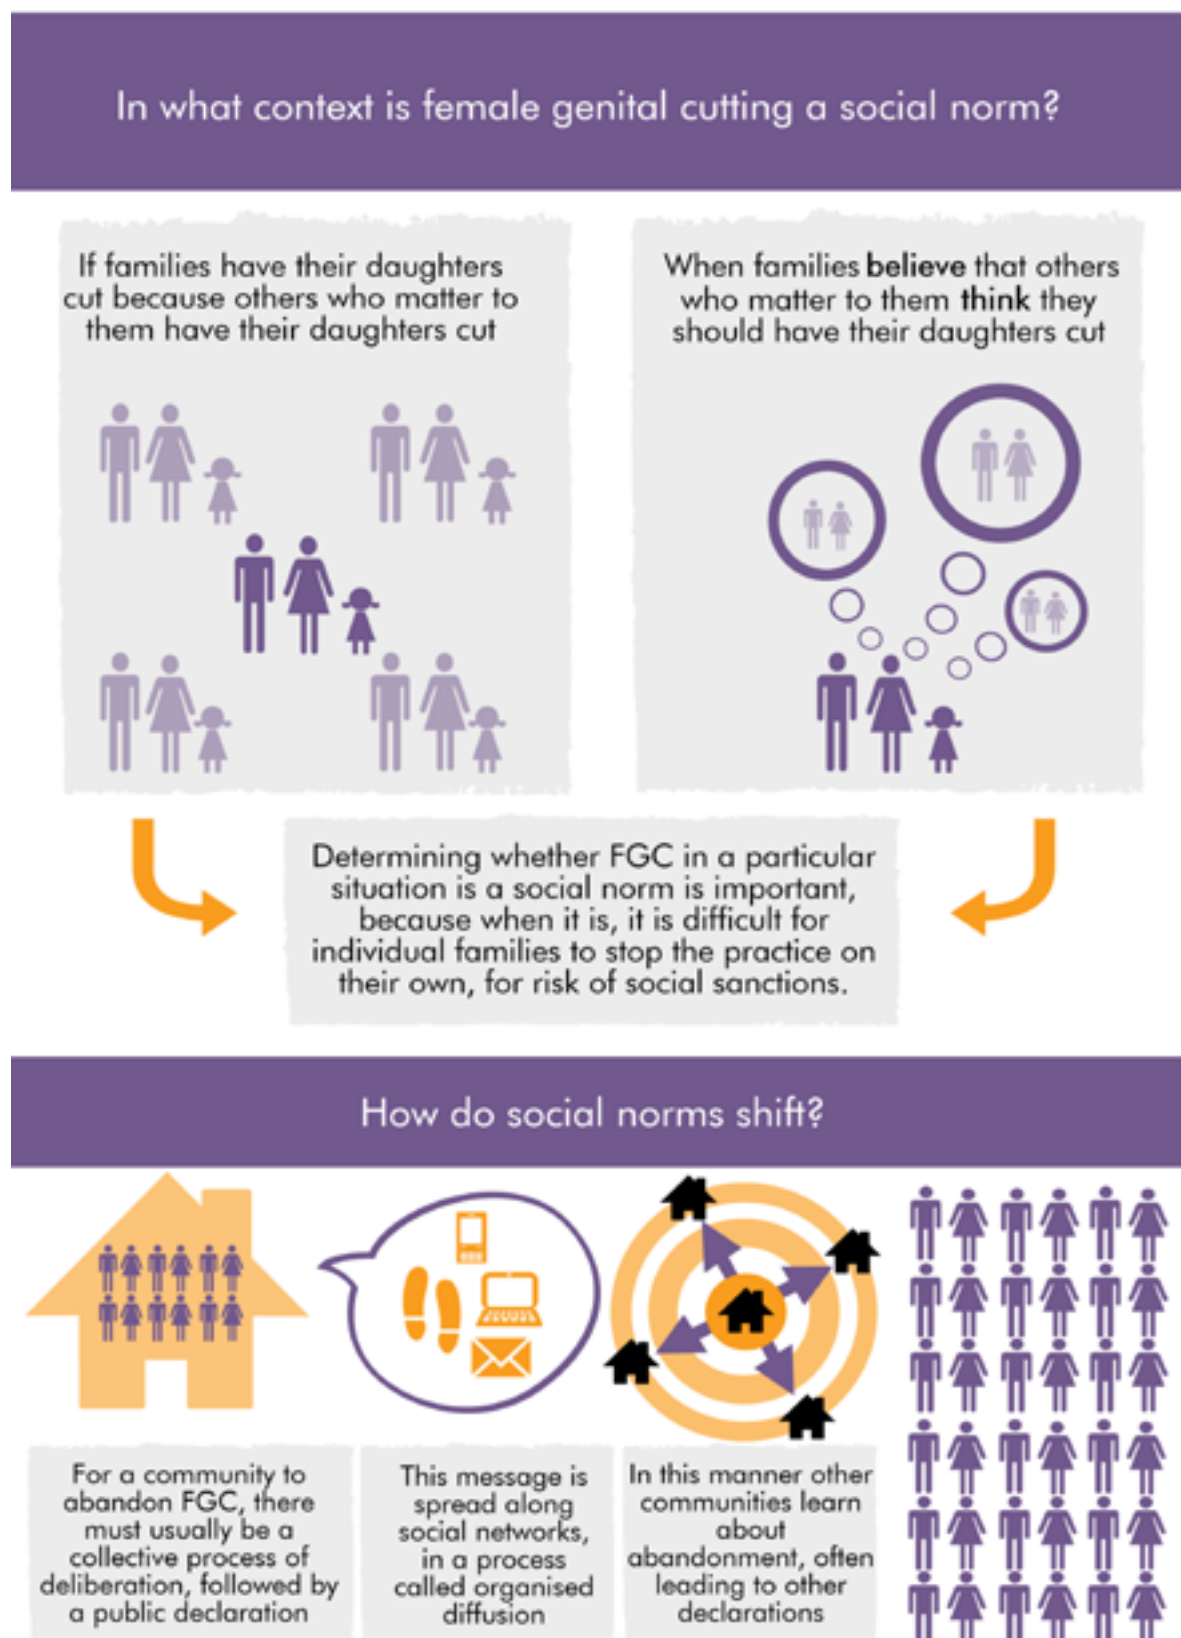 In what context is female genital cutting a social norm?
If families have their daughters
cut because others who matter to
them have their daughters cut
When families believe that others
who matter to them think they
should have their daughters cut
Determining whether FGC in a particular
situation is a social norm is important,
because when it is, it is difficult for
individual families to stop the practice on
their own, for risk of social sanctions.
How do social norms shift?
For a community to
abandon FGC, there
must usually be a
collective process of
deliberation, followed by
a public declaration
This message is
spread along
social networks,
in a process
called organised
diffusion
In this manner other
communities learn
about
abandonment, often
leading to other
declarations